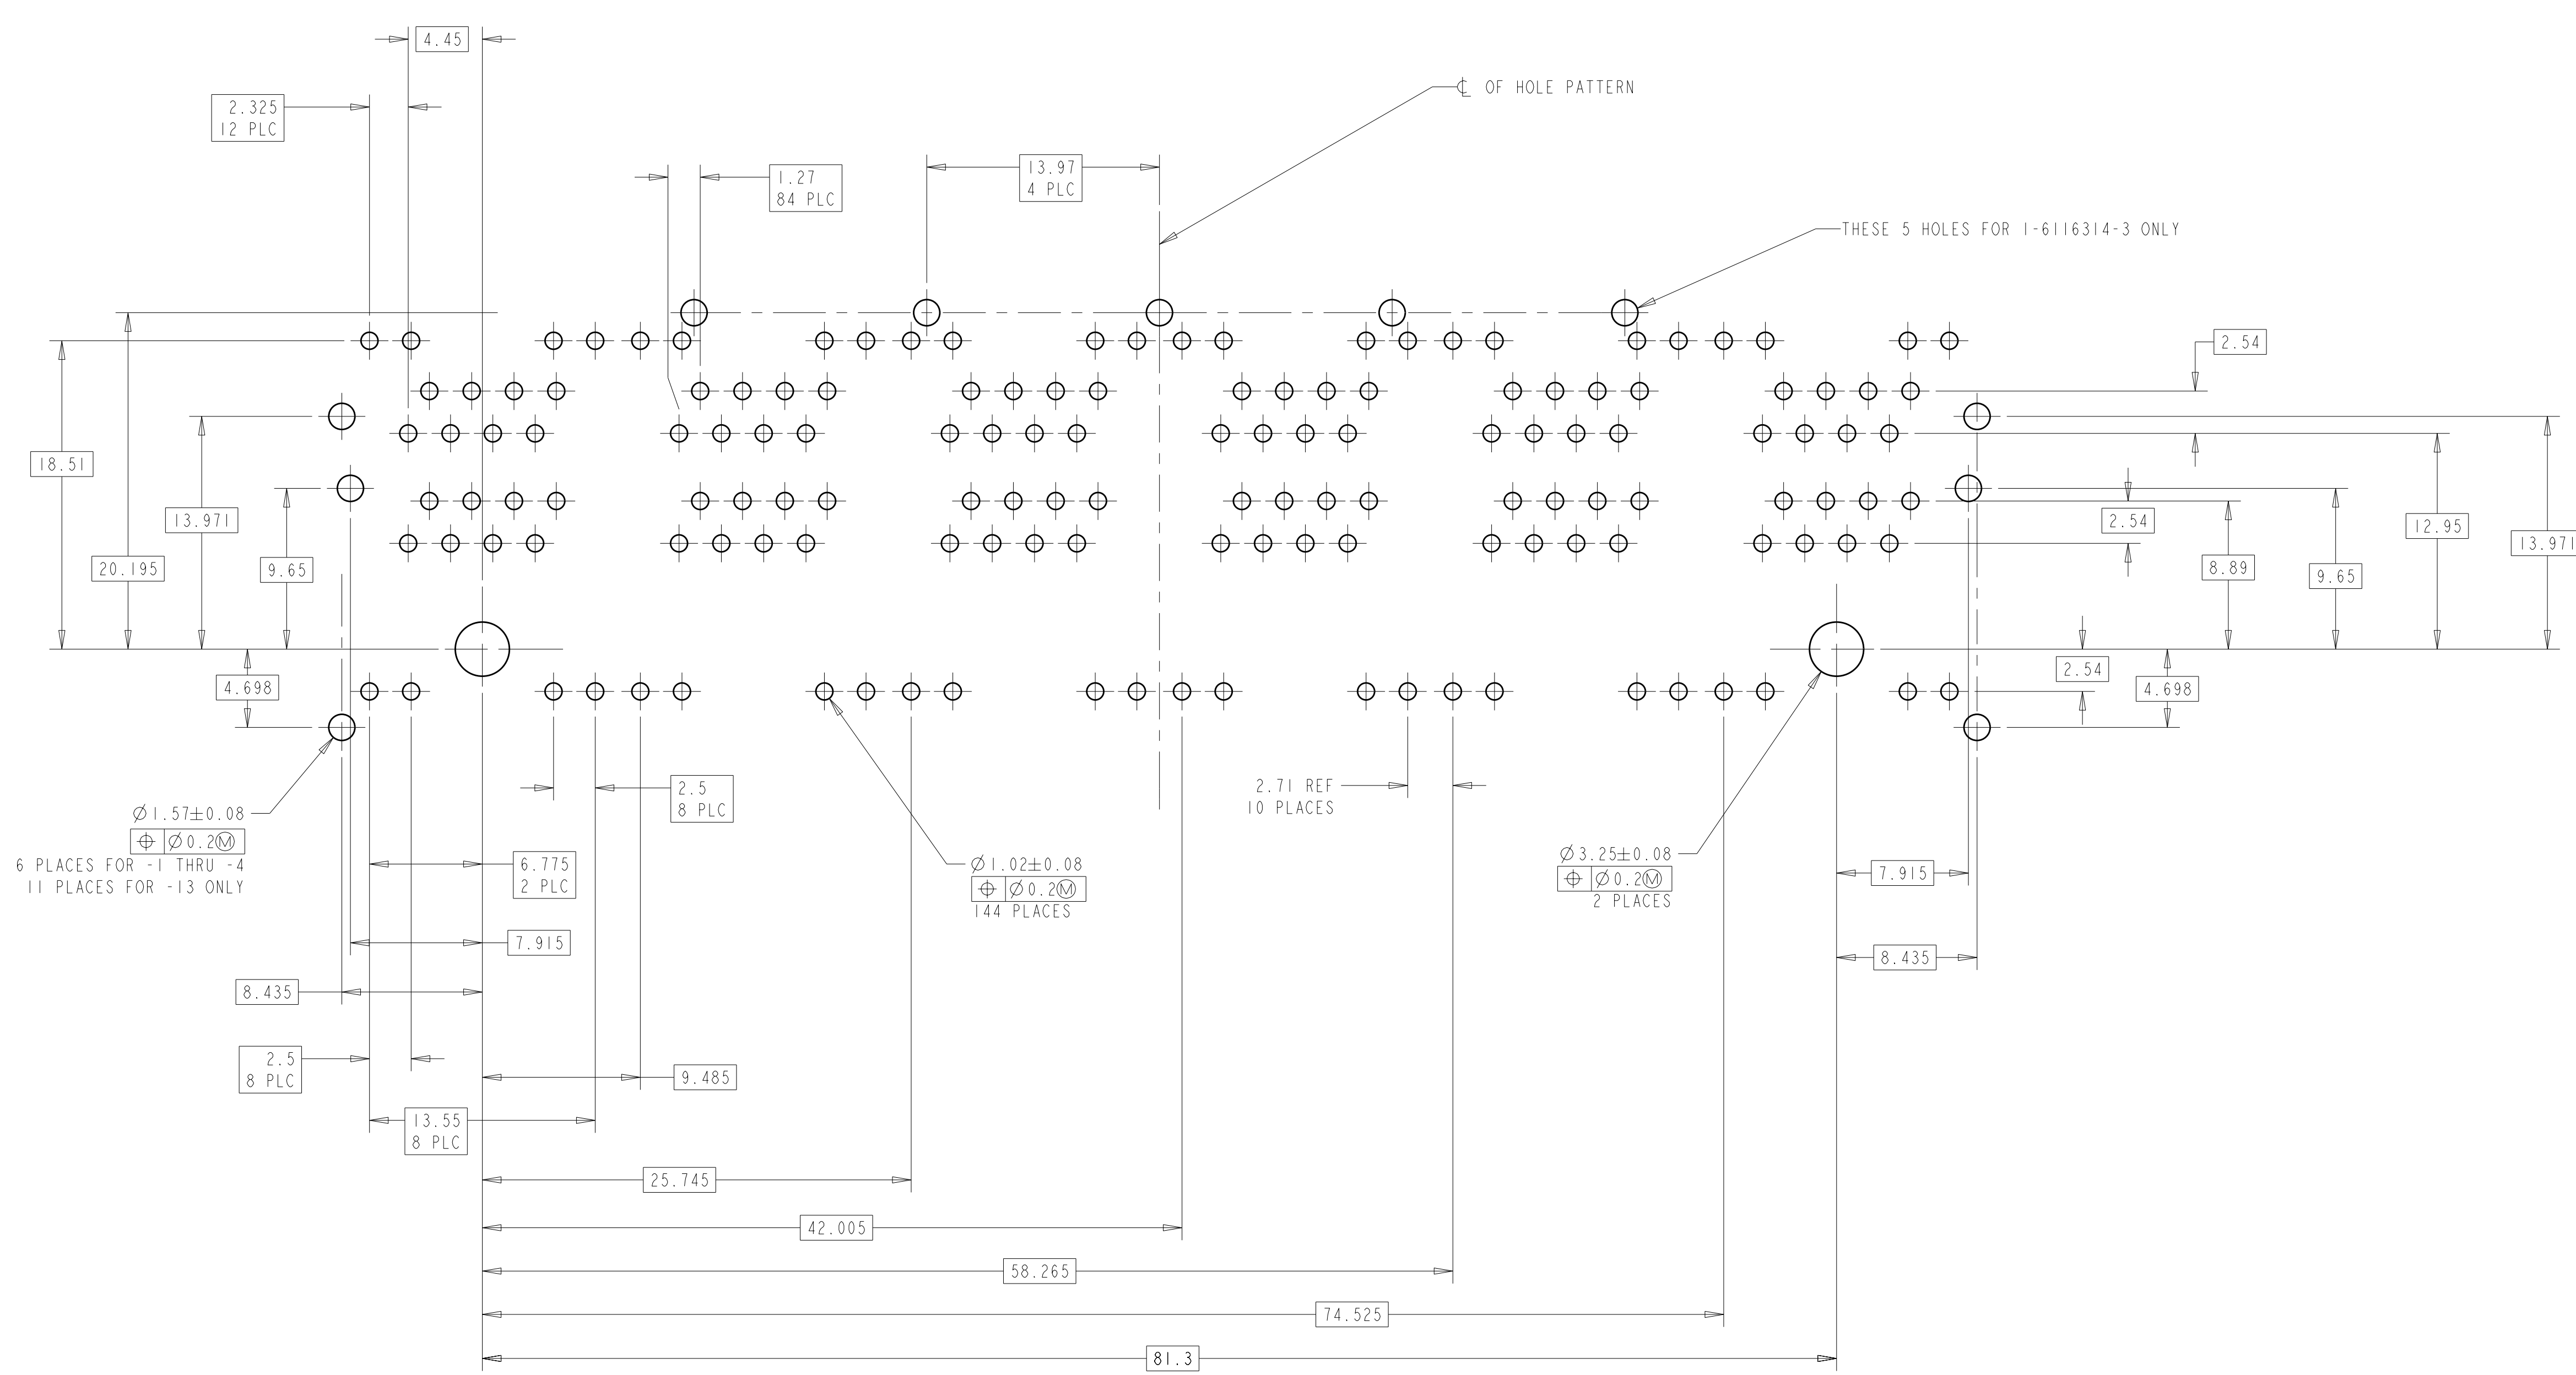 4.45
2.325
12 PLC
℄ OF HOLE PATTERN
13.97
4 PLC
1.27
84 PLC
THESE 5 HOLES FOR 1-6116314-3 ONLY
2.54
18.51
13.971
20.195
9.65
2.54
12.95
13.971
8.89
9.65
4.698
2.54
4.698
2.5
8 PLC
2.71 REF
10 PLACES
Ø1.57±0.08
⌖ Ø0.2Ⓜ
6 PLACES FOR -1 THRU -4
11 PLACES FOR -13 ONLY
6.775
2 PLC
Ø1.02±0.08
⌖ Ø0.2Ⓜ
144 PLACES
Ø3.25±0.08
⌖ Ø0.2Ⓜ
2 PLACES
7.915
7.915
8.435
8.435
2.5
8 PLC
9.485
13.55
8 PLC
25.745
42.005
58.265
74.525
81.3